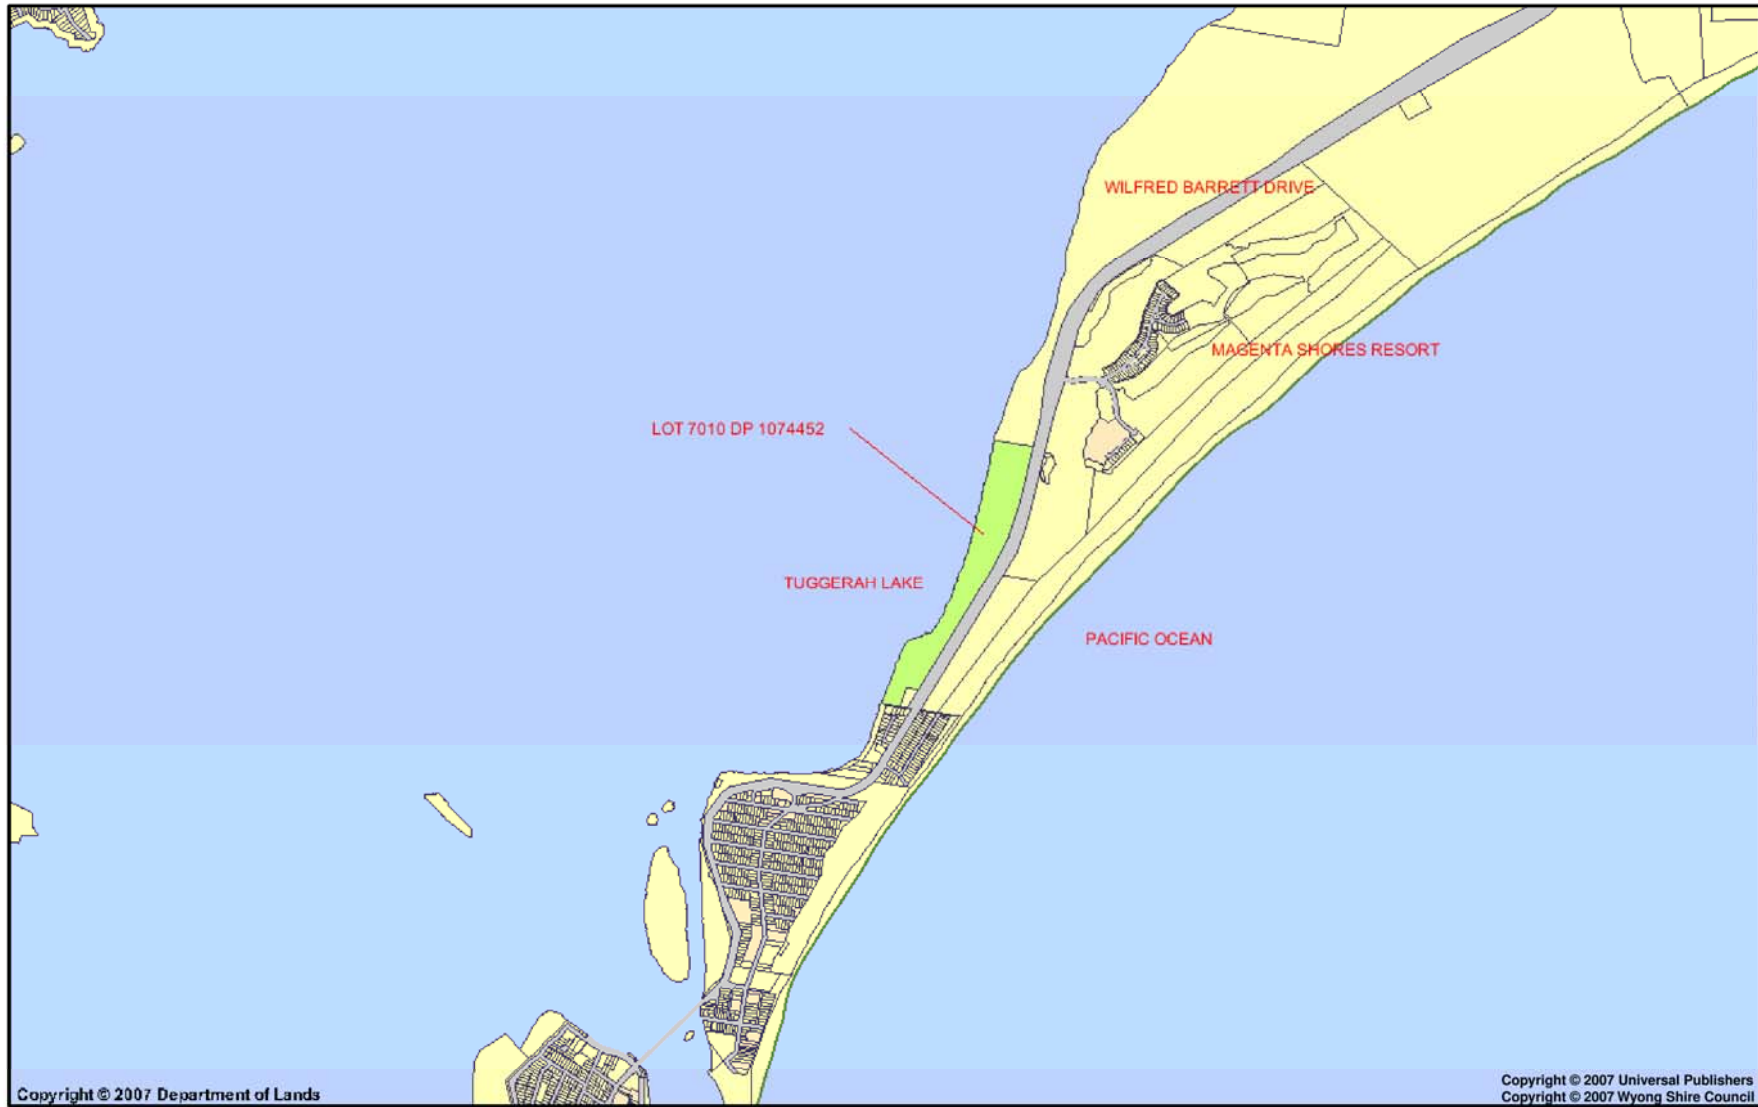 WILFRED BARRETT DRIVE
MAGENTA SHORES RESORT
LOT 7010 DP 1074452
TUGGERAH LAKE
PACIFIC OCEAN
Copyright © 2007 Department of Lands
Copyright © 2007 Universal Publishers
Copyright © 2007 Wyong Shire Council